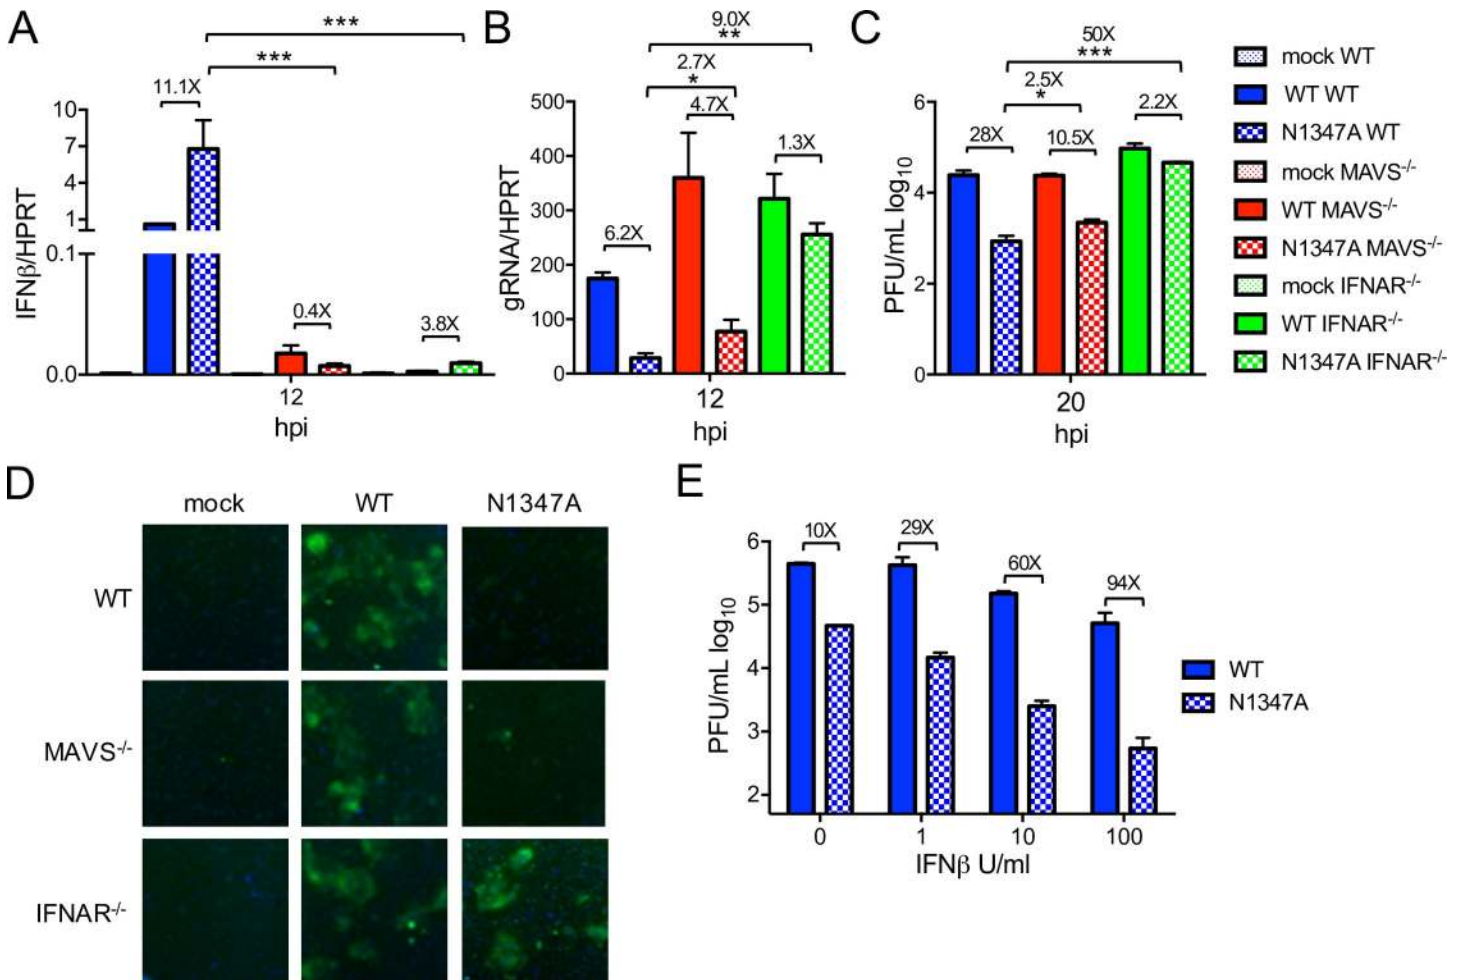 A
***
***
11.1X
10
7
4
1
0.1
0.0
IFNβ/HPRT
0.4X
3.8X
12
hpi
B
9.0X
**
2.7X
*
4.7X
1.3X
6.2X
500
400
300
200
100
0
gRNA/HPRT
12
hpi
C
50X
***
2.5X
*
2.2X
28X
10.5X
6
4
2
0
PFU/mL log10
20
hpi
mock WT
WT WT
N1347A WT
mock MAVS-/-
WT MAVS-/-
N1347A MAVS-/-
mock IFNAR-/-
WT IFNAR-/-
N1347A IFNAR-/-
D
mock WT N1347A
WT
MAVS-/-
IFNAR-/-
E
10X
29X
60X
94X
6
5
4
3
2
PFU/mL log10
0 1 10 100
IFNβ U/ml
WT
N1347A